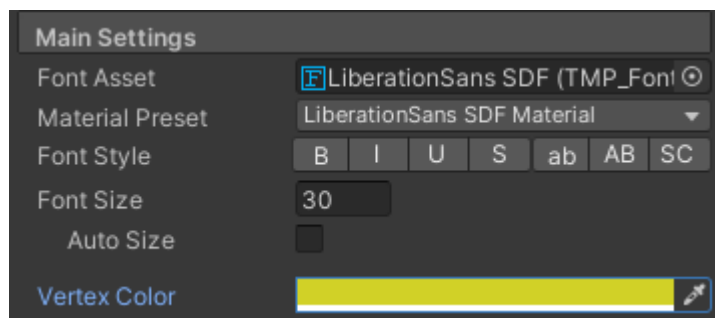 Main Settings
Font Asset F LiberationSans SDF (TMP_Font
Material Preset LiberationSans SDF Material
Font Style B I U S ab AB SC
Font Size 30
Auto Size
Vertex Color